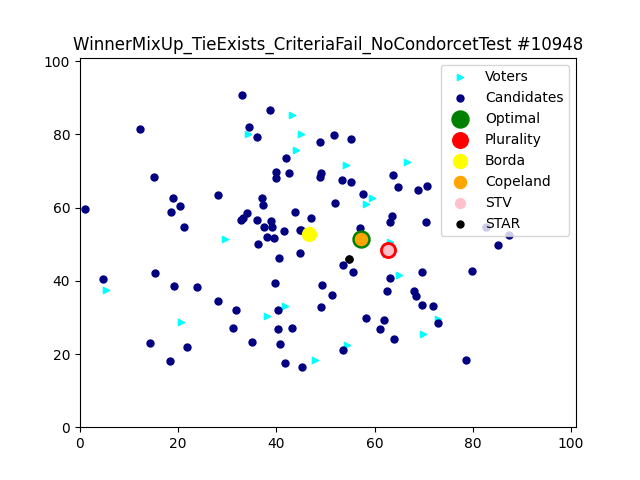 WinnerMixUp_TieExists_CriteriaFail_NoCondorcetTest #10948
100
80
60
40
20
0
0
20
40
60
80
100
Voters
Candidates
Optimal
Plurality
Borda
Copeland
STV
STAR